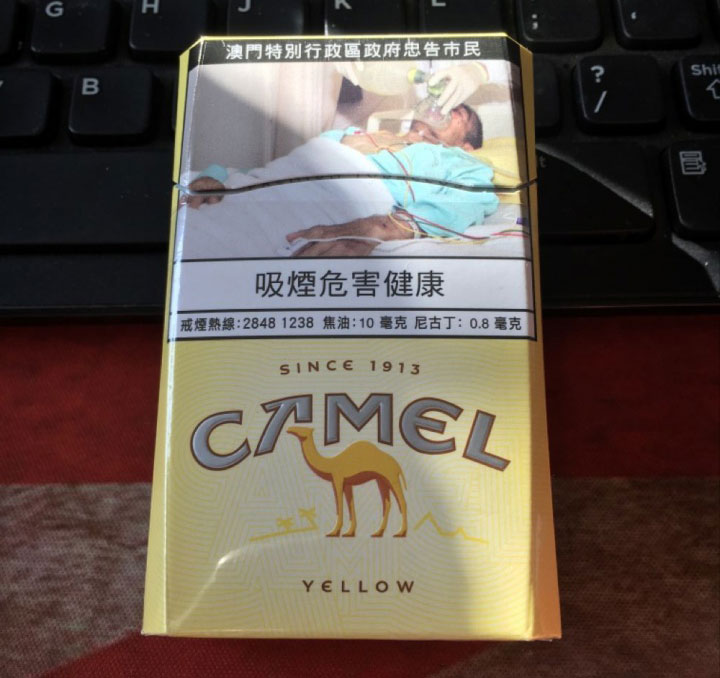 G
H
J
K
L
B
?
/
Shif
澳門特別行政區政府忠告市民
吸煙危害健康
戒煙熱線:2848 1238 焦油:10 毫克 尼古丁: 0.8 毫克
SINCE 1913
CAMEL
YELLOW